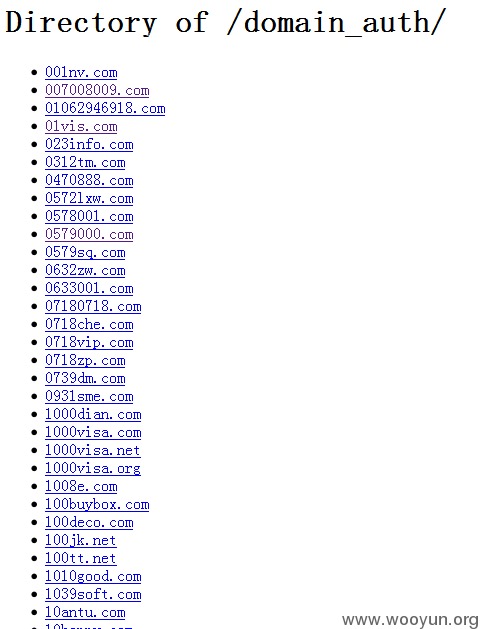 Directory of /domain_auth/
001nv.com
007008009.com
01062946918.com
01vis.com
023info.com
0312tm.com
0470888.com
0572lxw.com
0578001.com
0579000.com
0579sq.com
0632zw.com
0633001.com
07180718.com
0718che.com
0718vip.com
0718zp.com
0739dm.com
0931sme.com
1000dian.com
1000visa.com
1000visa.net
1000visa.org
1008e.com
100buybox.com
100deco.com
100jk.net
100tt.net
1010good.com
1039soft.com
10antu.com
www.wooyun.org